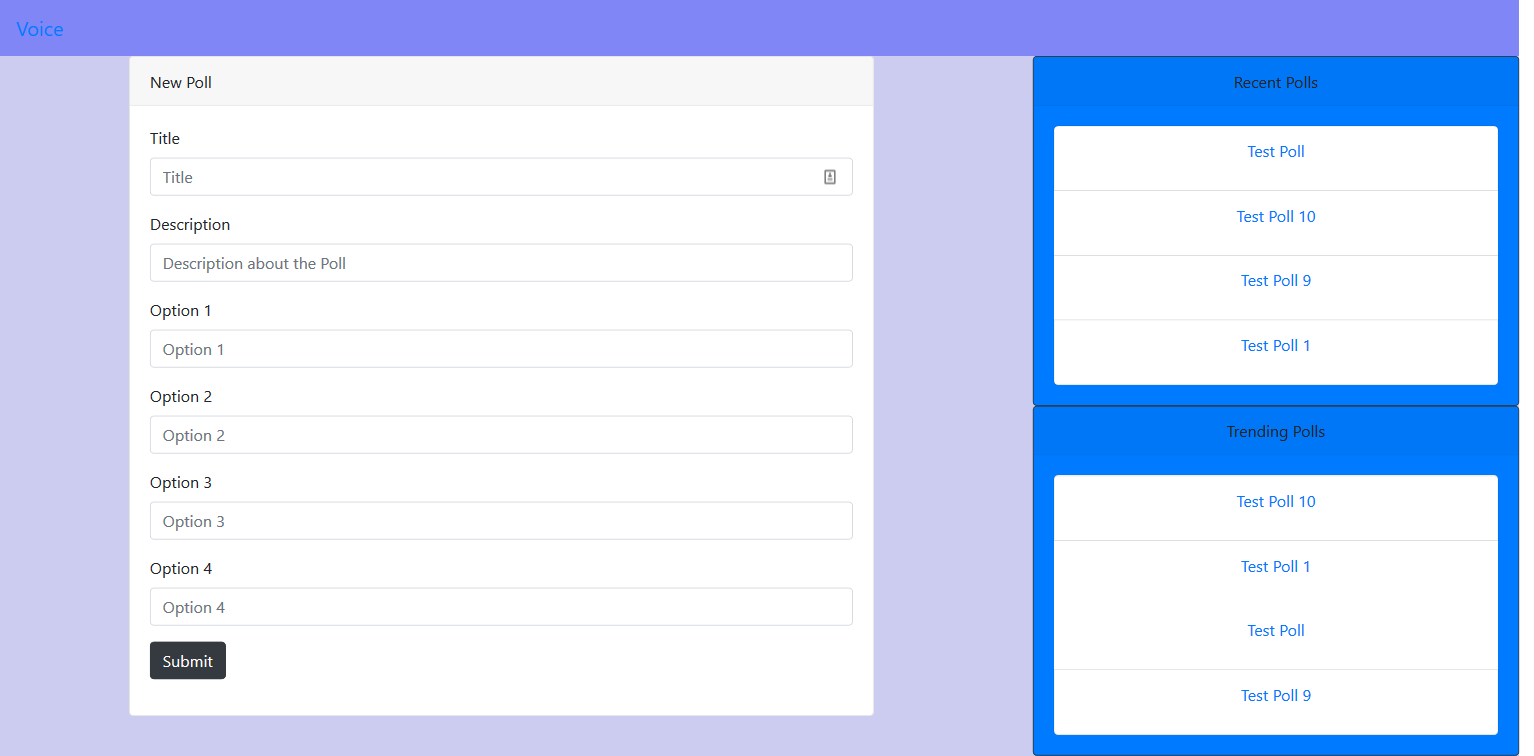 Voice
New Poll
Title
Title
Description
Description about the Poll
Option 1
Option 1
Option 2
Option 2
Option 3
Option 3
Option 4
Option 4
Submit
Recent Polls
Test Poll
Test Poll 10
Test Poll 9
Test Poll 1
Trending Polls
Test Poll 10
Test Poll 1
Test Poll
Test Poll 9